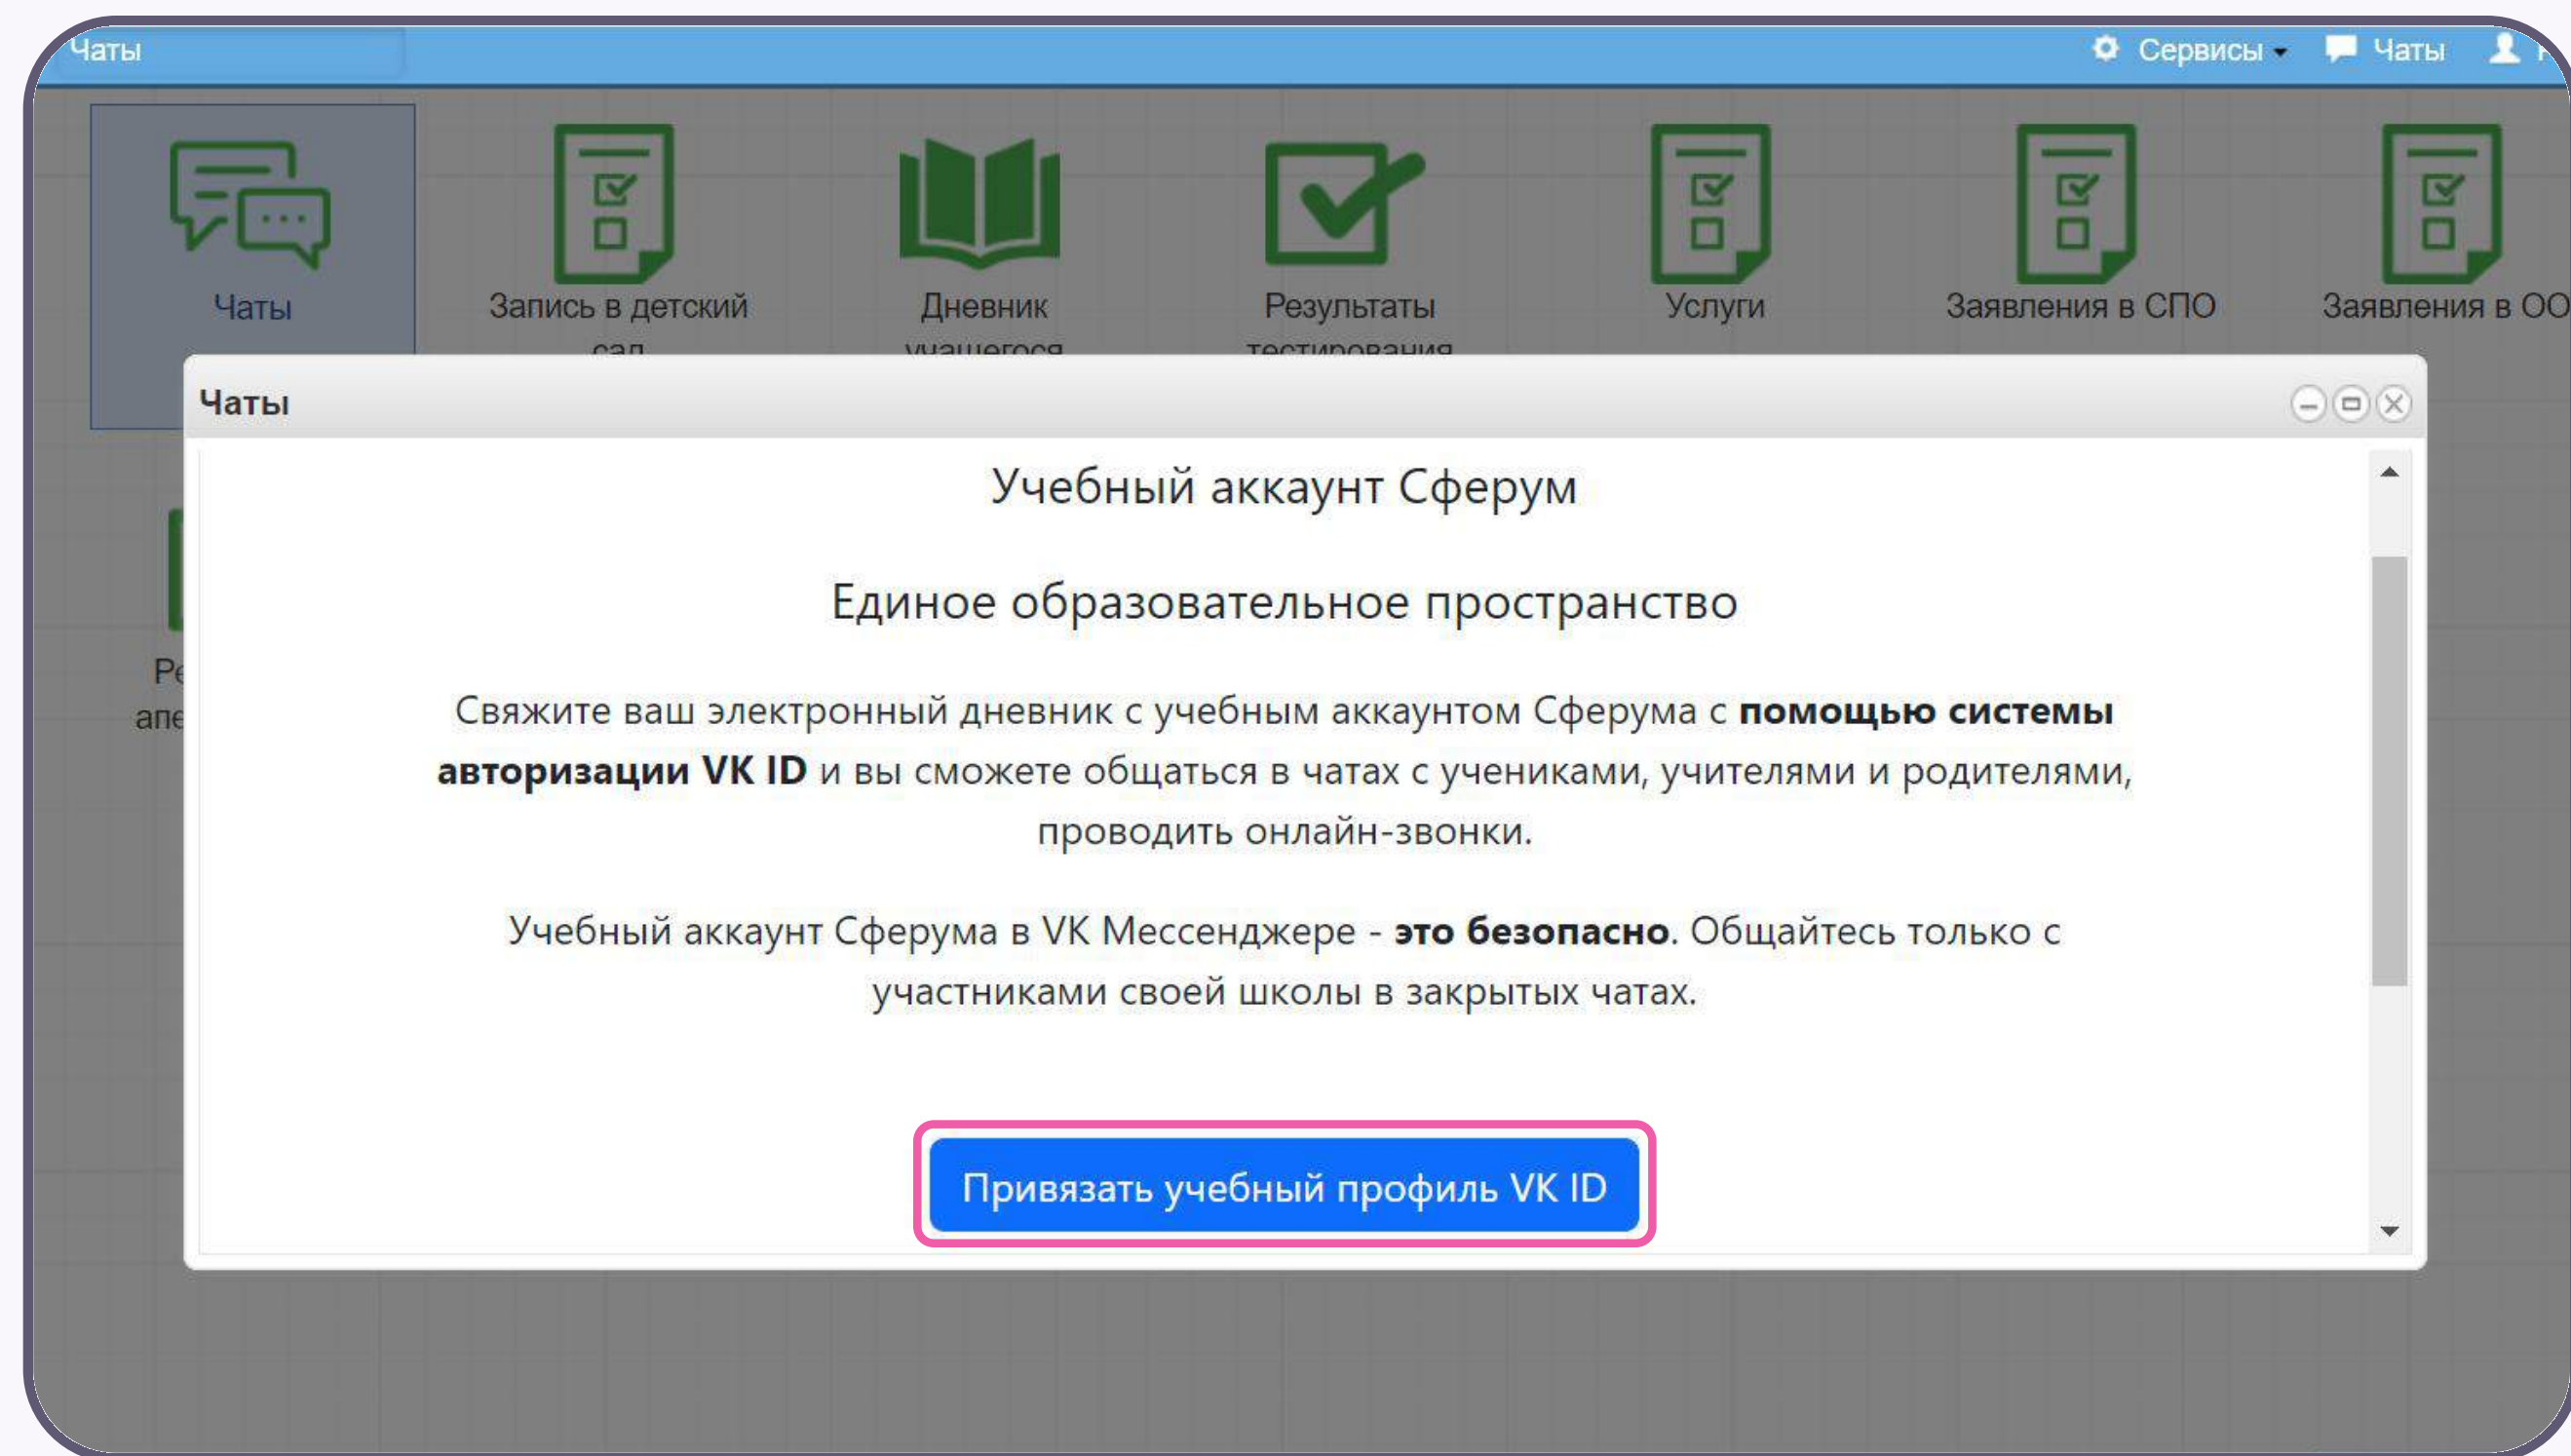 Чаты
Сервисы
Чаты
Чаты
Запись в детский
сад
Дневник
учащегося
Результаты
тестирования
Услуги
Заявления в СПО
Заявления в ОО
Чаты
Учебный аккаунт Сферум
Единое образовательное пространство
Свяжите ваш электронный дневник с учебным аккаунтом Сферума с помощью системы
авторизации VK ID и вы сможете общаться в чатах с учениками, учителями и родителями,
проводить онлайн-звонки.
Учебный аккаунт Сферума в VK Мессенджере - это безопасно. Общайтесь только с
участниками своей школы в закрытых чатах.
Привязать учебный профиль VK ID